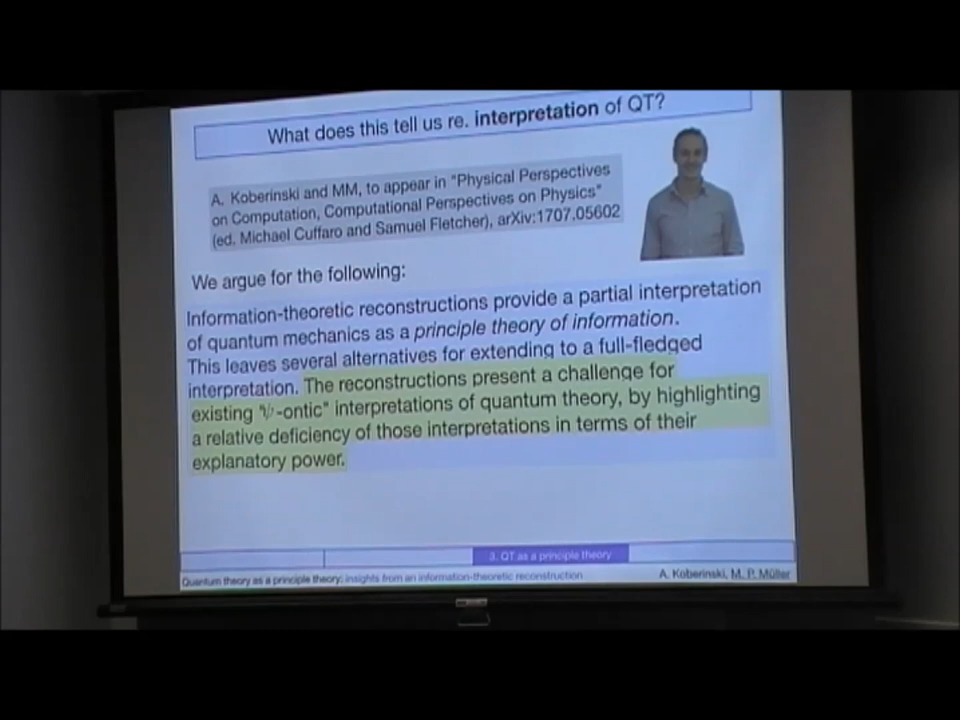 What does this tell us re. interpretation of QT?
A. Koberinski and MM, to appear in "Physical Perspectives
on Computation, Computational Perspectives on Physics"
(ed. Michael Cuffaro and Samuel Fletcher), arXiv:1707.05602
We argue for the following:
Information-theoretic reconstructions provide a partial interpretation
of quantum mechanics as a principle theory of information.
This leaves several alternatives for extending to a full-fledged
interpretation. The reconstructions present a challenge for
existing "ψ-ontic" interpretations of quantum theory, by highlighting
a relative deficiency of those interpretations in terms of their
explanatory power.
3. QT as a principle theory
Quantum theory as a principle theory: insights from an information-theoretic reconstruction
A. Koberinski, M. P. Müller